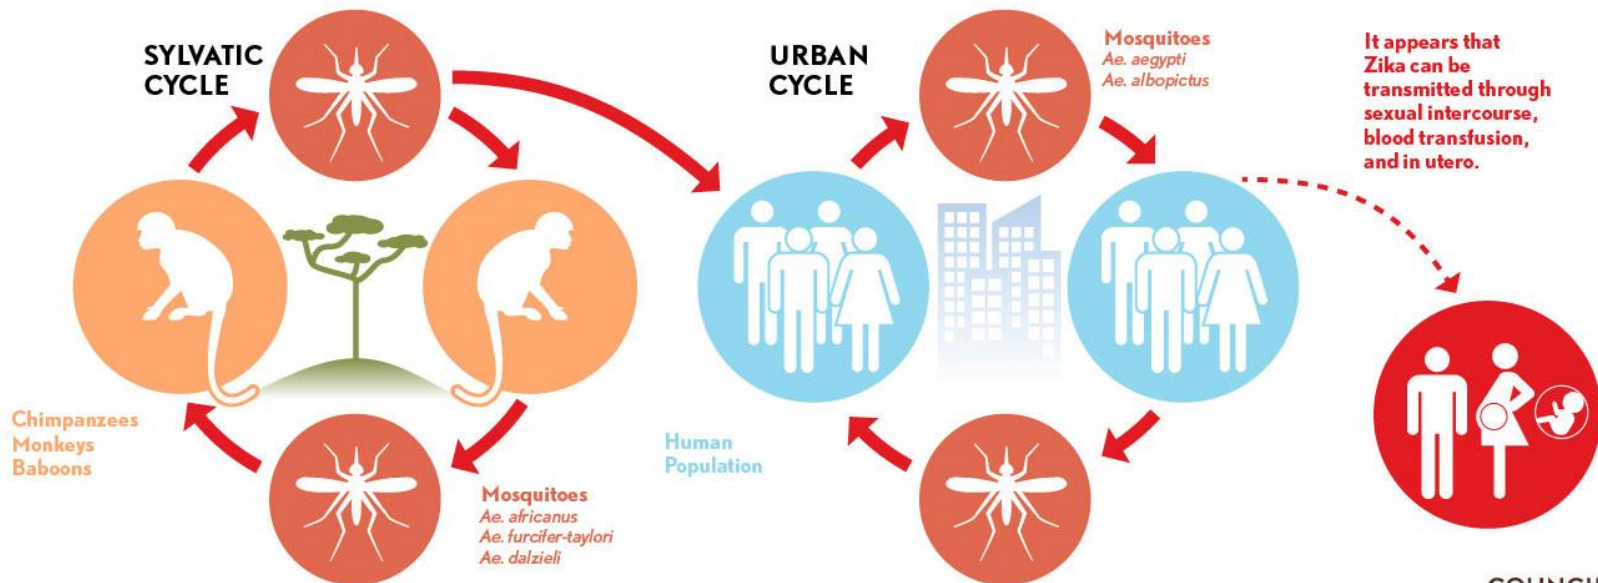 SYLVATIC
CYCLE
URBAN
CYCLE
Mosquitoes
Ae. aegypti
Ae. albopictus
It appears that
Zika can be
transmitted through
sexual intercourse,
blood transfusion,
and in utero.
Chimpanzees
Monkeys
Baboons
Mosquitoes
Ae. africanus
Ae. furcifer-taylori
Ae. dalzieli
Human
Population